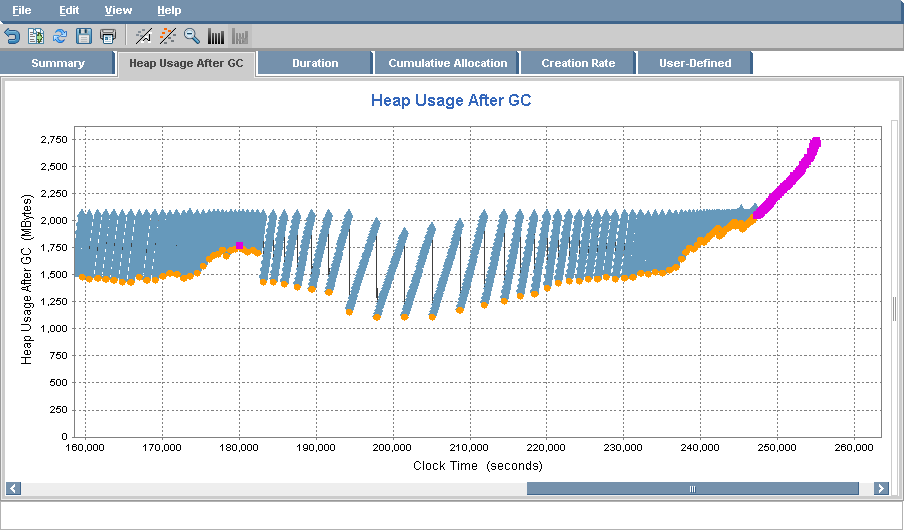 File Edit View Help
Summary Heap Usage After GC Duration Cumulative Allocation Creation Rate User-Defined
Heap Usage After GC
2,750
2,500
2,250
2,000
1,750
1,500
1,250
1,000
750
500
250
0
Heap Usage After GC (MBytes)
160,000 170,000 180,000 190,000 200,000 210,000 220,000 230,000 240,000 250,000 260,000
Clock Time (seconds)